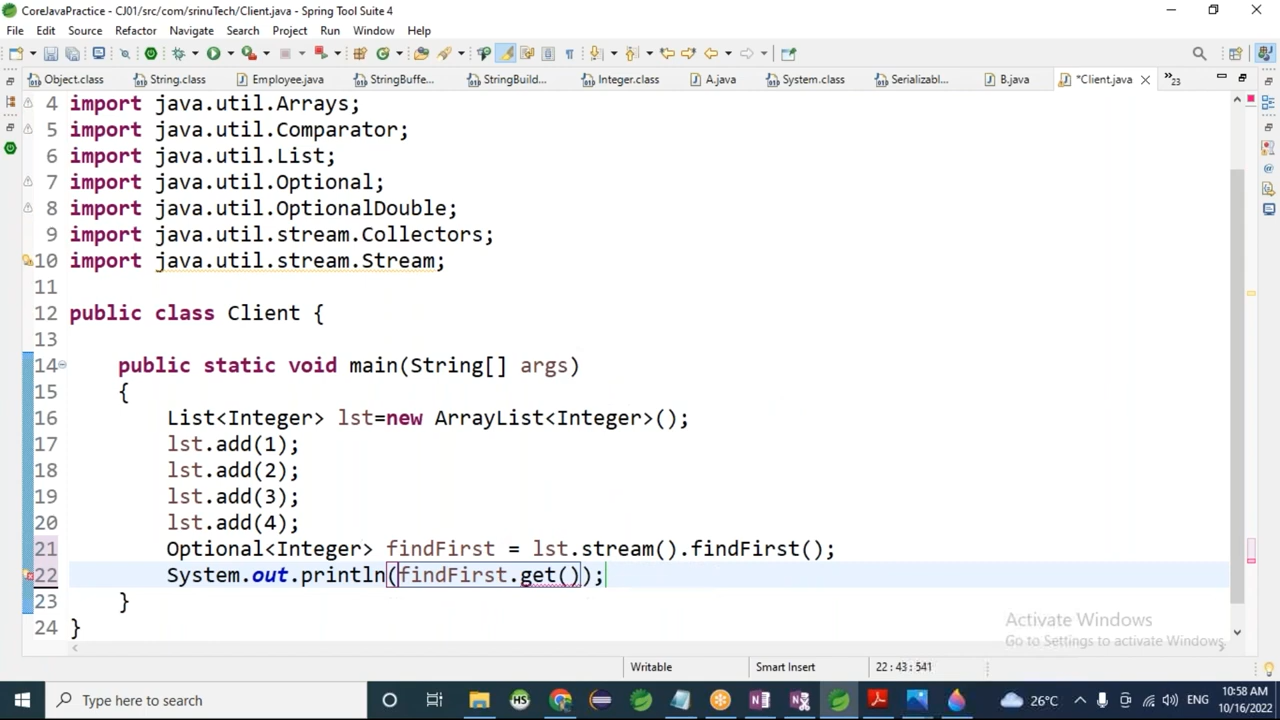 CoreJavaPractice - CJ01/src/com/srinuTech/Client.java - Spring Tool Suite 4
File Edit Source Refactor Navigate Search Project Run Window Help
Object.class String.class Employee.java StringBuffe... StringBuild... Integer.class A.java System.class Serializabl... B.java *Client.java 23
4 import java.util.Arrays;
5 import java.util.Comparator;
6 import java.util.List;
7 import java.util.Optional;
8 import java.util.OptionalDouble;
9 import java.util.stream.Collectors;
10 import java.util.stream.Stream;
11
12 public class Client {
13
14 public static void main(String[] args)
15 {
16 List<Integer> lst=new ArrayList<Integer>();
17 lst.add(1);
18 lst.add(2);
19 lst.add(3);
20 lst.add(4);
21 Optional<Integer> findFirst = lst.stream().findFirst();
22 System.out.println(findFirst.get());
23 }
24 }
Activate Windows
Go to Settings to activate Windows.
Writable Smart Insert 22 : 43 : 541
Type here to search HS 26°C ENG 10:58 AM
10/16/2022